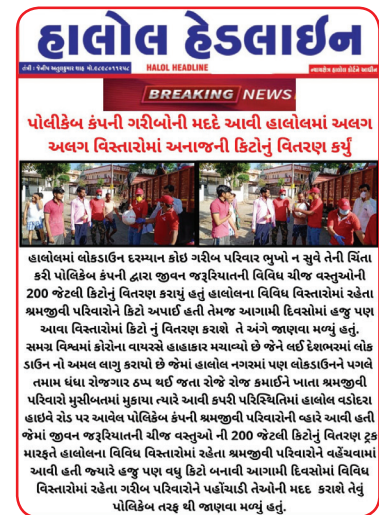 હાલોલ હેડલાઇન
HALOL HEADLINE
BREAKING NEWS
પોલીકેબ કંપની ગરીબોની મદદે આવી હાલોલમાં અલગ
અલગ વિસ્તારોમાં અનાજની કિટોનું વિતરણ કર્યું
હાલોલમાં લોકડાઉન દરમ્યાન કોઇ ગરીબ પરિવાર ભુખો ન સુવે તેની ચિંતા
કરી પોલિકેબ કંપની દ્વારા જીવન જરૂરિયાતની વિવિધ ચીજ વસ્તુઓની
200 જેટલી કિટોનું વિતરણ કરાયું હતું હાલોલના વિવિધ વિસ્તારોમાં રહેતા
શ્રમજીવી પરિવારોને કિટો અપાઈ હતી તેમજ આગામી દિવસોમાં હજુ પણ
આવા વિસ્તારોમાં કિટો નું વિતરણ કરાશે તે અંગે જાણવા મળ્યું હતું.
સમગ્ર વિશ્વમાં કોરોના વાયરસે હાહાકાર મચાવ્યો છે જેને લઈ દેશભરમાં લોક
ડાઉન નો અમલ લાગુ કરાયો છે જેમાં હાલોલ નગરમાં પણ લોકડાઉનને પગલે
તમામ ધંધા રોજગાર ઠપ્પ થઈ જતા રોજે રોજ કમાઈને ખાતા શ્રમજીવી
પરિવારો મુસીબતમાં મુકાયા ત્યારે આવી કપરી પરિસ્થિતિમાં હાલોલ વડોદરા
હાઇવે રોડ પર આવેલ પોલિકેબ કંપની શ્રમજીવી પરિવારોની વ્હારે આવી હતી
જેમાં જીવન જરૂરિયાતની ચીજ વસ્તુઓ ની 200 જેટલી કિટોનું વિતરણ ટ્રક
મારફતે હાલોલના વિવિધ વિસ્તારોમાં રહેતા શ્રમજીવી પરિવારોને વહેંચવામાં
આવી હતી જ્યારે હજુ પણ વધુ કિટો બનાવી આગામી દિવસોમાં વિવિધ
વિસ્તારોમાં રહેતા ગરીબ પરિવારોને પહોંચાડી તેઓની મદદ કરાશે તેવું
પોલિકેબ તરફ થી જાણવા મળ્યું હતું.